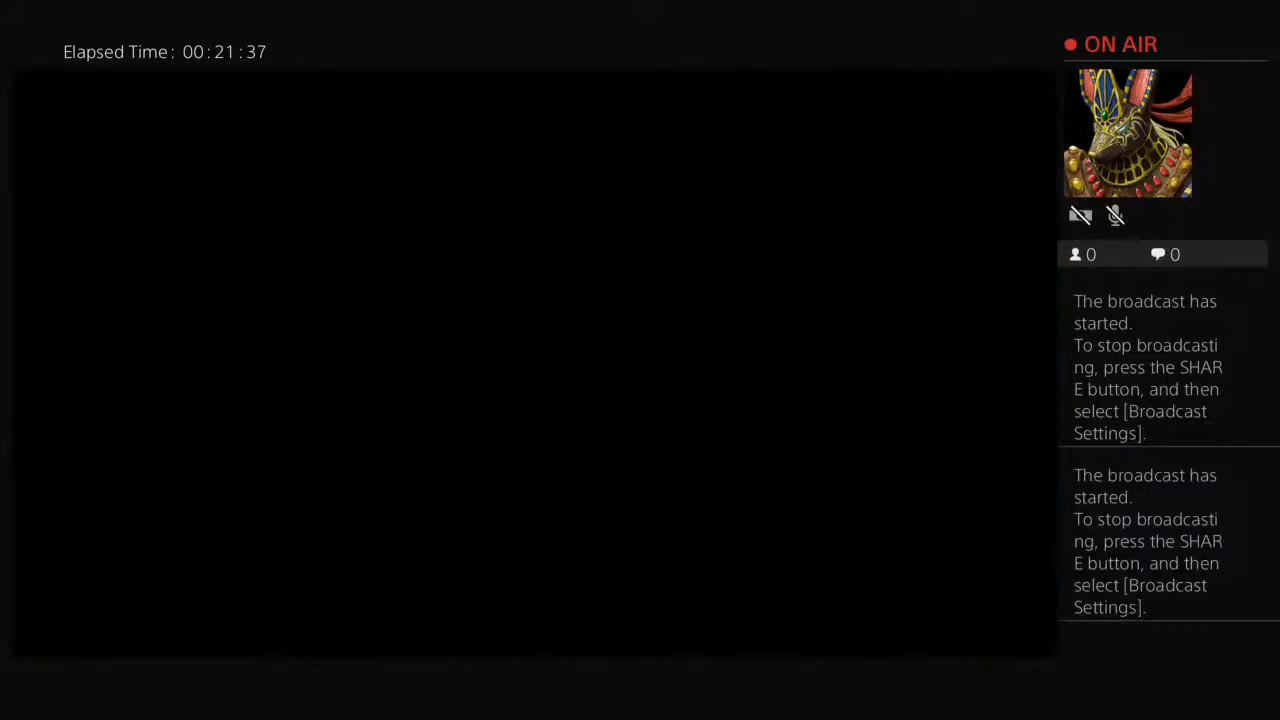 Elapsed Time: 00:21:37
ON AIR
0 0
The broadcast has
started.
To stop broadcasti
ng, press the SHAR
E button, and then
select [Broadcast
Settings].
The broadcast has
started.
To stop broadcasti
ng, press the SHAR
E button, and then
select [Broadcast
Settings].